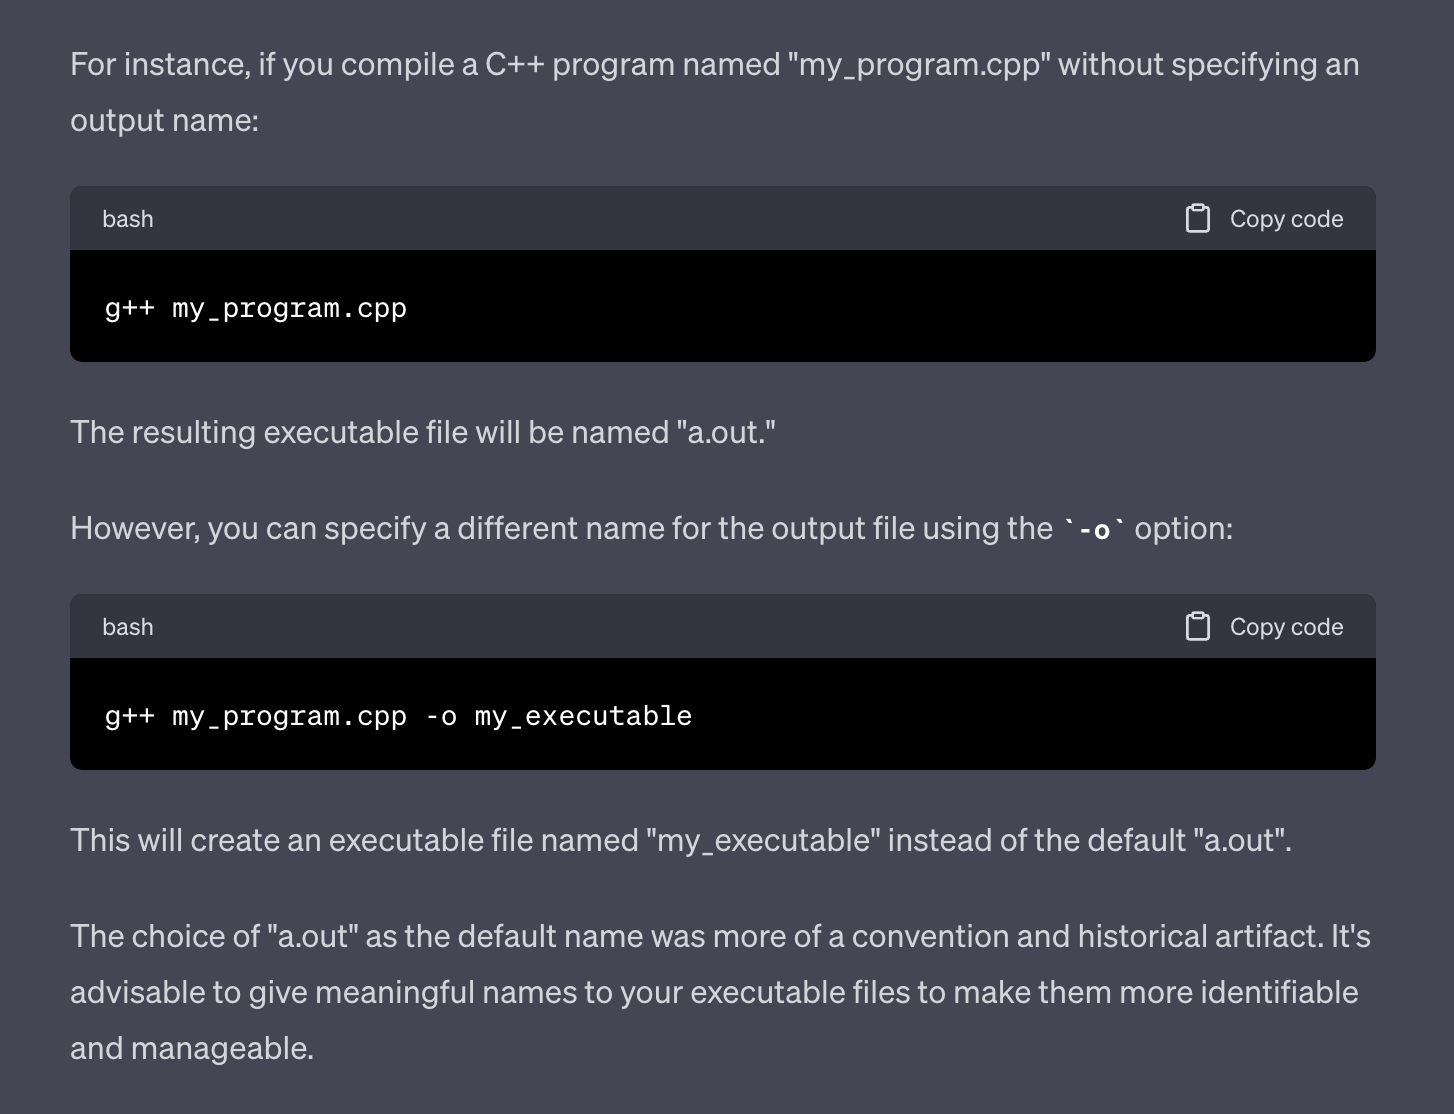 For instance, if you compile a C++ program named "my_program.cpp" without specifying an
output name:
bash
Copy code
g++ my_program.cpp
The resulting executable file will be named "a.out."
However, you can specify a different name for the output file using the `-o` option:
bash
Copy code
g++ my_program.cpp -o my_executable
This will create an executable file named "my_executable" instead of the default "a.out".
The choice of "a.out" as the default name was more of a convention and historical artifact. It's
advisable to give meaningful names to your executable files to make them more identifiable
and manageable.